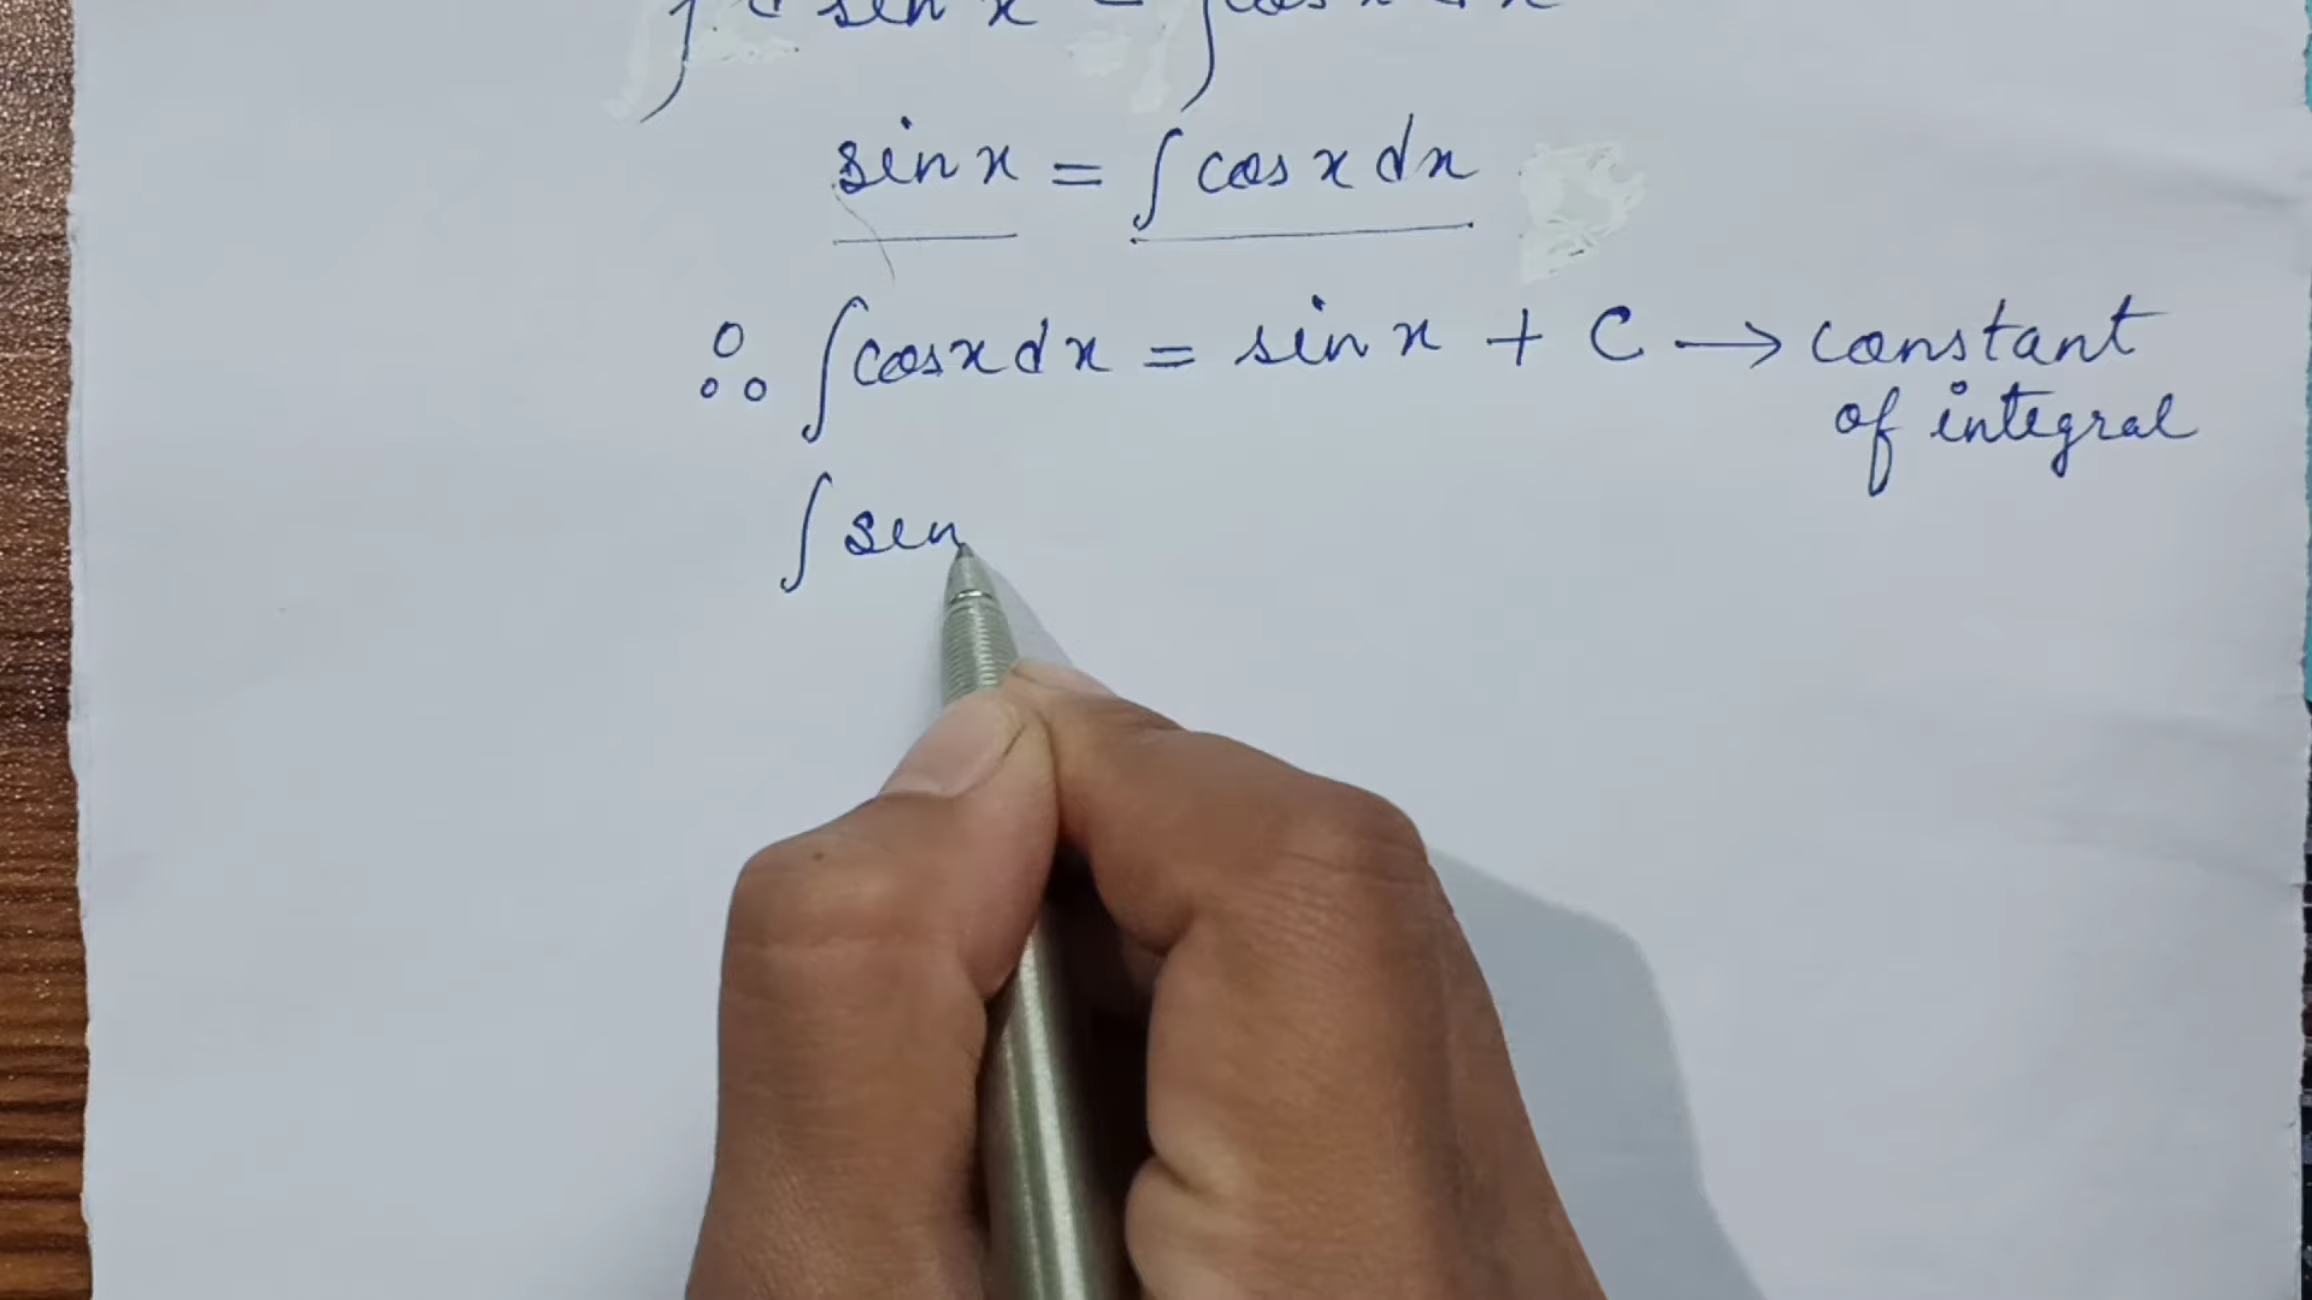 sin x = ∫ cos x dx
∴ ∫ cos x dx = sin x + C → constant
of integral
∫ sin